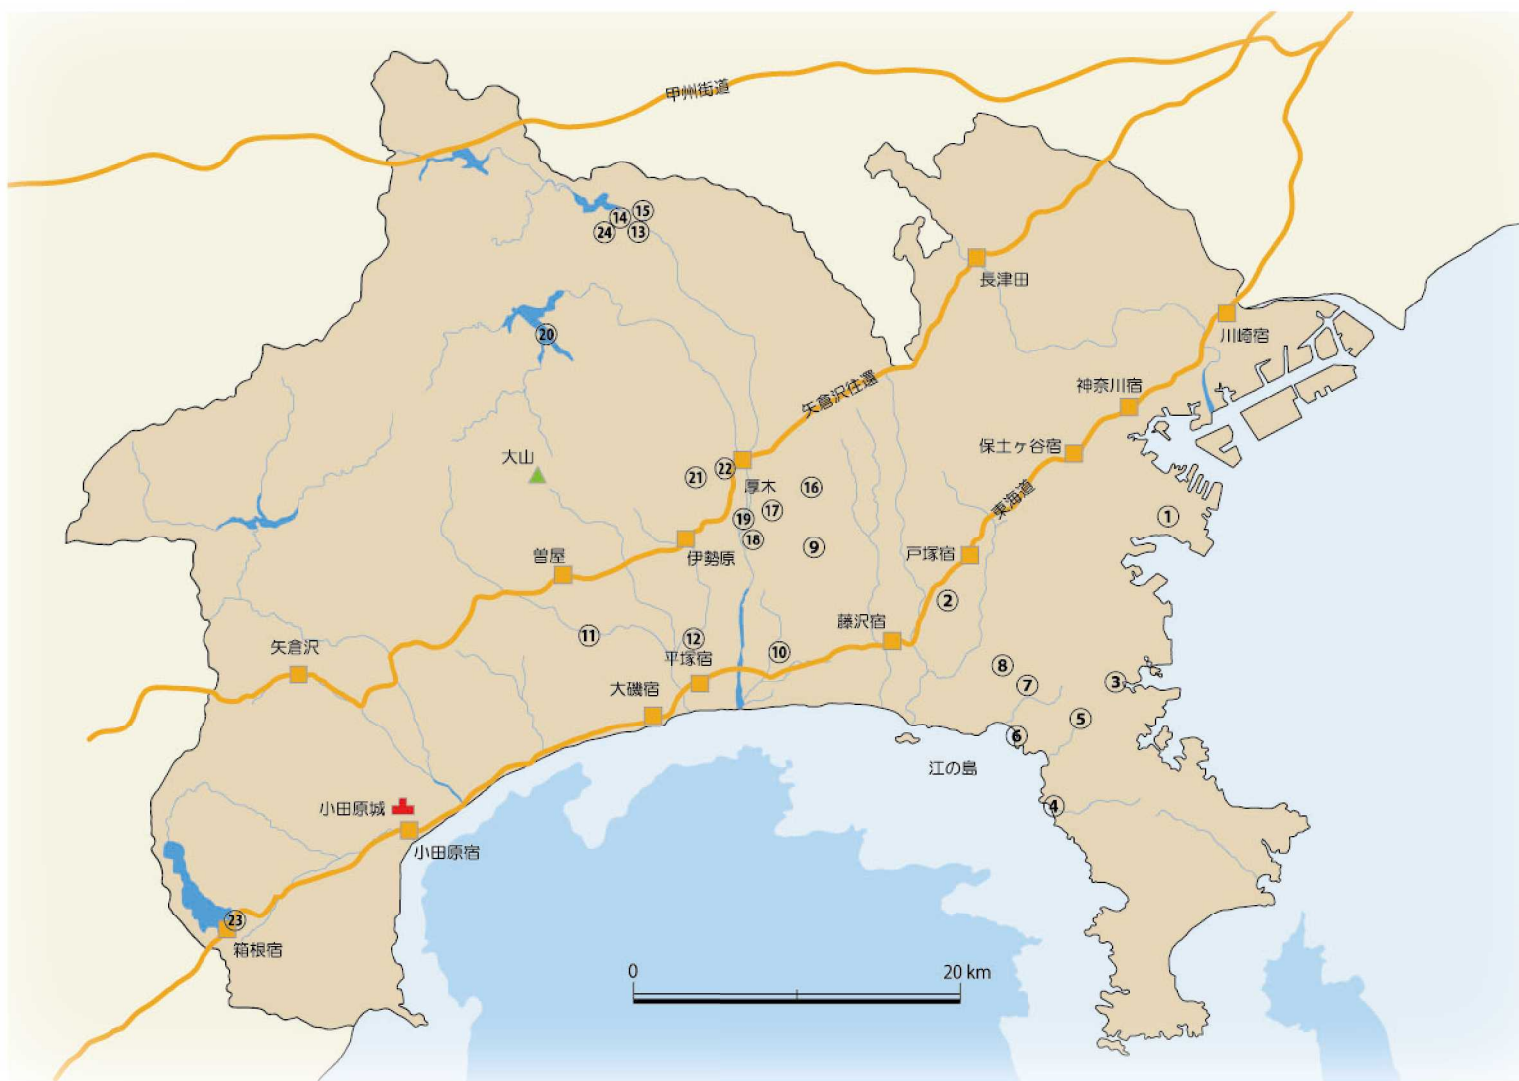 甲州街道
⑮
⑭
㉔
⑬
長津田
⑳
川崎宿
矢倉沢往還
神奈川宿
大山
保土ヶ谷宿
㉑
㉒
厚木
⑯
東海道
⑰
⑲
①
⑱
⑨
曽屋
伊勢原
戸塚宿
②
藤沢宿
⑪
⑫
平塚宿
⑩
矢倉沢
⑧
⑦
③
大磯宿
⑤
⑥
江の島
小田原城
④
小田原宿
㉓
箱根宿
0
20 km